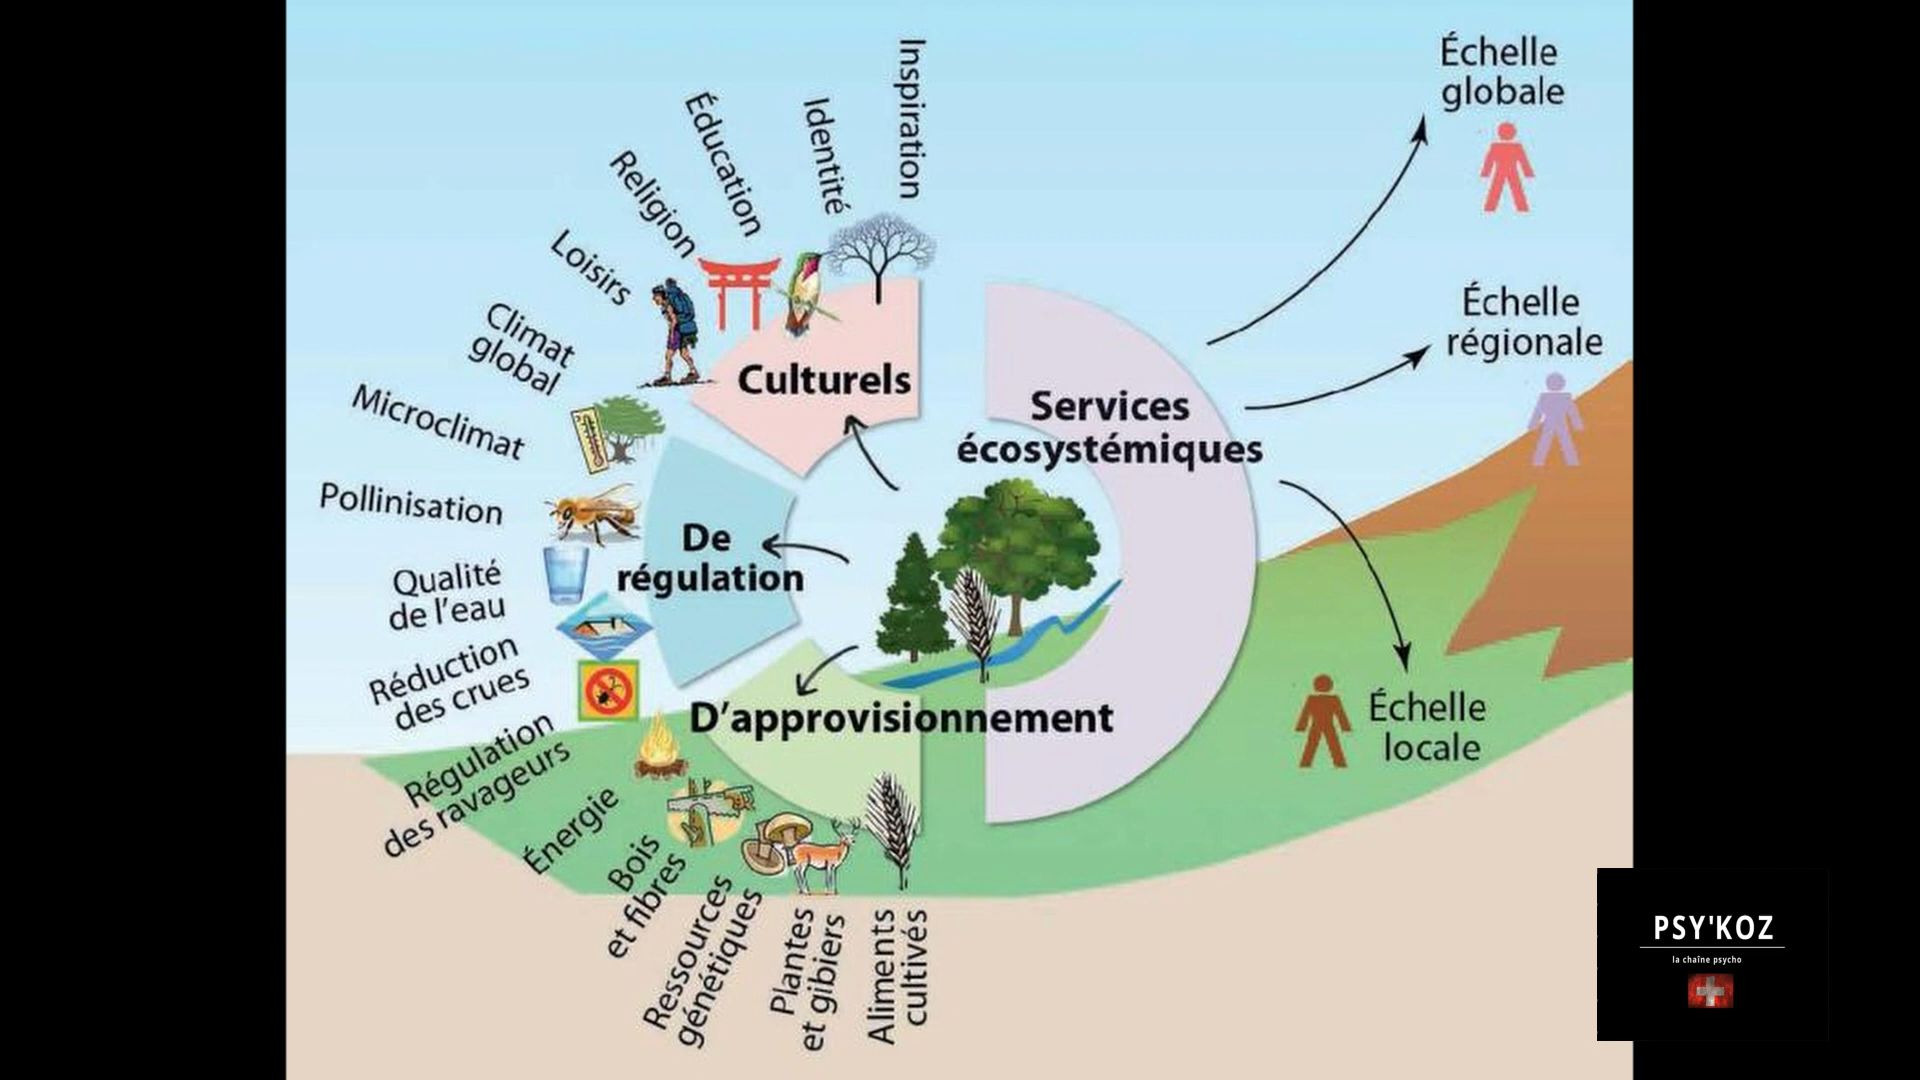 Inspiration
Identité
Éducation
Religion
Loisirs
Climat
global
Microclimat
Pollinisation
Qualité
de l'eau
Réduction
des crues
Régulation
des ravageurs
Énergie
Bois
et fibres
Ressources
génétiques
Plantes
et gibiers
Aliments
cultivés
Culturels
De
régulation
D'approvisionnement
Services
écosystémiques
Échelle
globale
Échelle
régionale
Échelle
locale
PSY'KOZ
la chaîne psycho